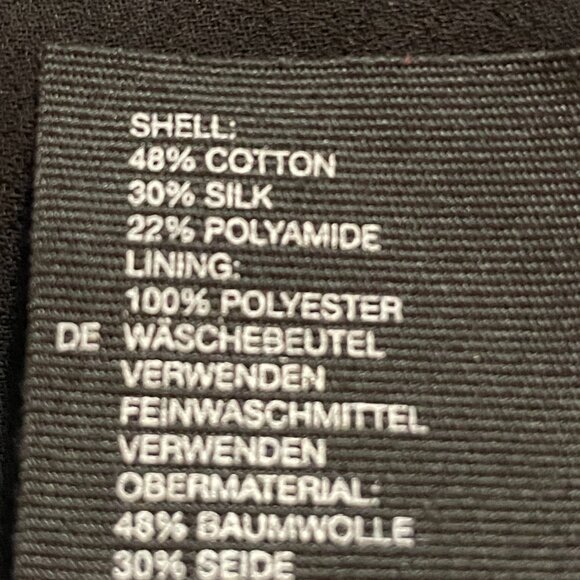 SHELL:
48% COTTON
30% SILK
22% POLYAMIDE
LINING:
100% POLYESTER
DE WÄSCHEBEUTEL
VERWENDEN
FEINWASCHMITTEL
VERWENDEN
OBERMATERIAL:
48% BAUMWOLLE
30% SEIDE